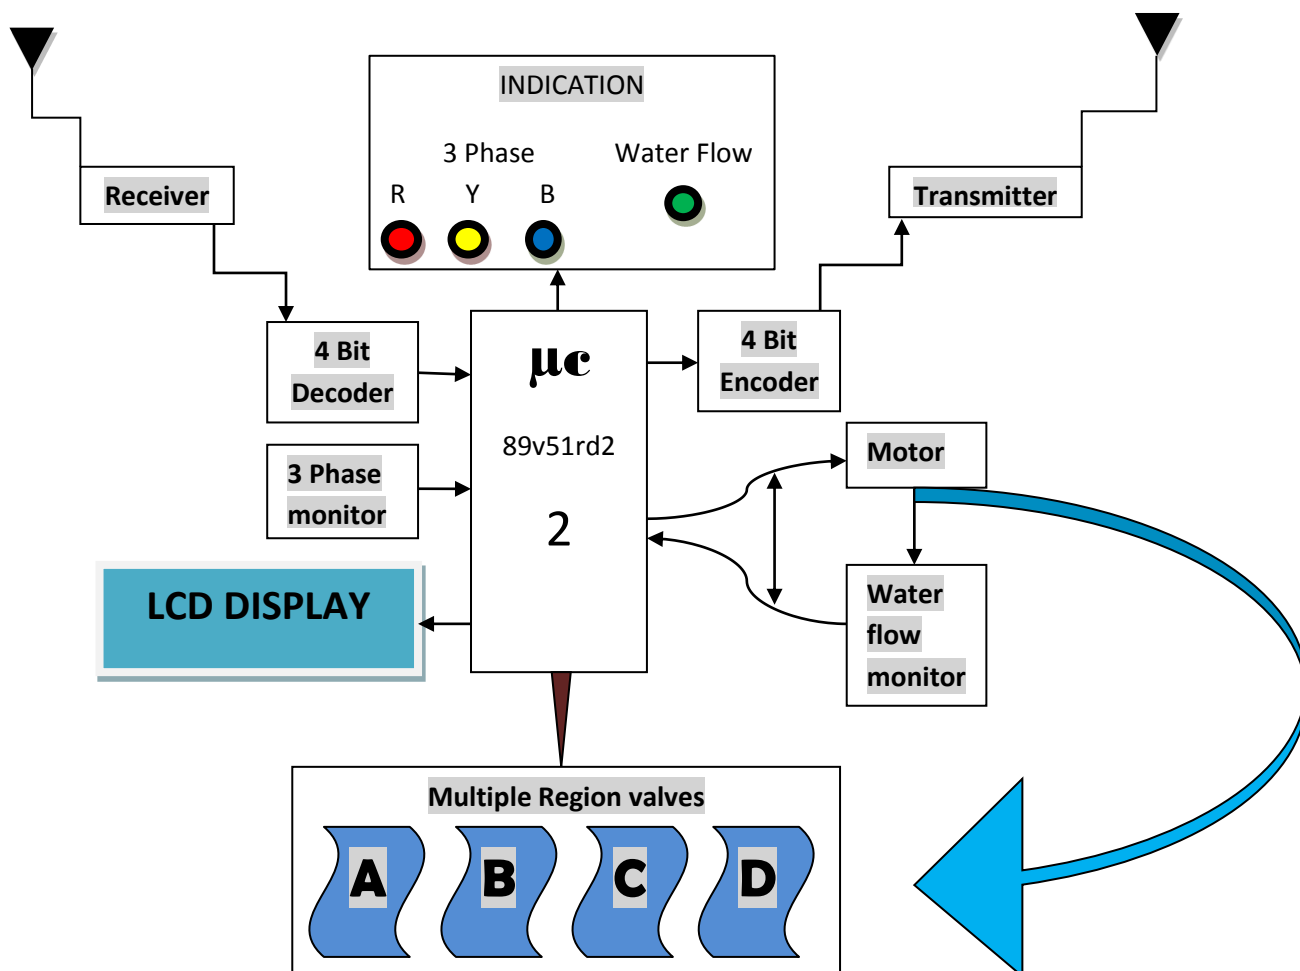 INDICATION
3 Phase
Water Flow
R
Y
B
Receiver
Transmitter
4 Bit
Decoder
µc
89v51rd2
2
4 Bit
Encoder
3 Phase
monitor
Motor
LCD DISPLAY
Water
flow
monitor
Multiple Region valves
A
B
C
D